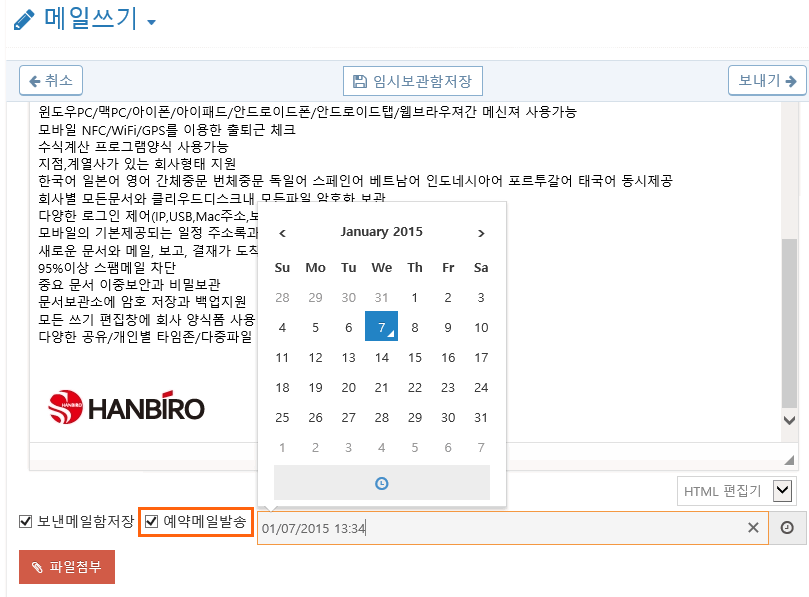 메일쓰기
취소
임시보관함저장
보내기
윈도우PC/맥PC/아이폰/아이패드/안드로이드폰/안드로이드탭/웰브라우져간 메신져 사용가능
모바일 NFC/WiFi/GPS를 이용한 출퇴근 체크
수식계산 프로그램양식 사용가능
지점,계열사가 있는 회사형태 지원
한국어 일본어 영어 간체중문 번체중문 독일어 스페인어 베트남어 인도네시아어 포르투갈어 태국어 동시제공
회사별 모든문서와 클리우드디스크내 모든파일 암호화 보관
다양한 로그인 제어(IP,USB,Mac주소,보
모바일의 기본제공되는 일정 주소록과
새로운 문서와 메일, 보고, 결재가 도착
95%이상 스팸메일 차단
중요 문서 이중보안과 비밀보관
문서보관소에 암호 저장과 백업지원
모든 쓰기 편집창에 회사 양식폼 사용
다양한 공유/개인별 타임존/다중파일
HANBIRO
‹ January 2015 ›
Su Mo Tu We Th Fr Sa
28 29 30 31 1 2 3
4 5 6 7 8 9 10
11 12 13 14 15 16 17
18 19 20 21 22 23 24
25 26 27 28 29 30 31
1 2 3 4 5 6 7
HTML 편집기
보낸메일함저장 예약메일발송 01/07/2015 13:34
파일첨부